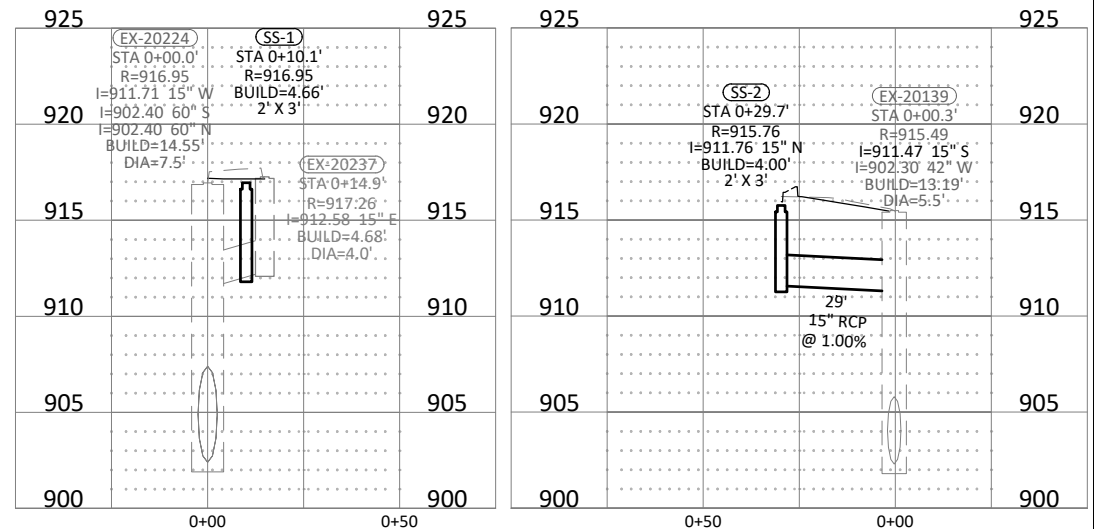 925
925
EX-20224
STA 0+00.0'
R=916.95
I=911.71 15" W
I=902.40 60" S
I=902.40 60" N
BUILD=14.55'
DIA=7.5'
SS-1
STA 0+10.1'
R=916.95
BUILD=4.66'
2' X 3'
920
920
EX-20237
STA 0+14.9'
R=917.26
I=912.58 15" E
BUILD=4.68'
DIA=4.0'
915
915
910
910
905
905
900
900
0+00
0+50
925
925
SS-2
STA 0+29.7'
R=915.76
I=911.76 15" N
BUILD=4.00'
2' X 3'
EX-20139
STA 0+00.3'
R=915.49
I=911.47 15" S
I=902.30 42" W
BUILD=13.19'
DIA=5.5'
920
920
915
915
910
910
29'
15" RCP
@ 1.00%
905
905
900
900
0+50
0+00